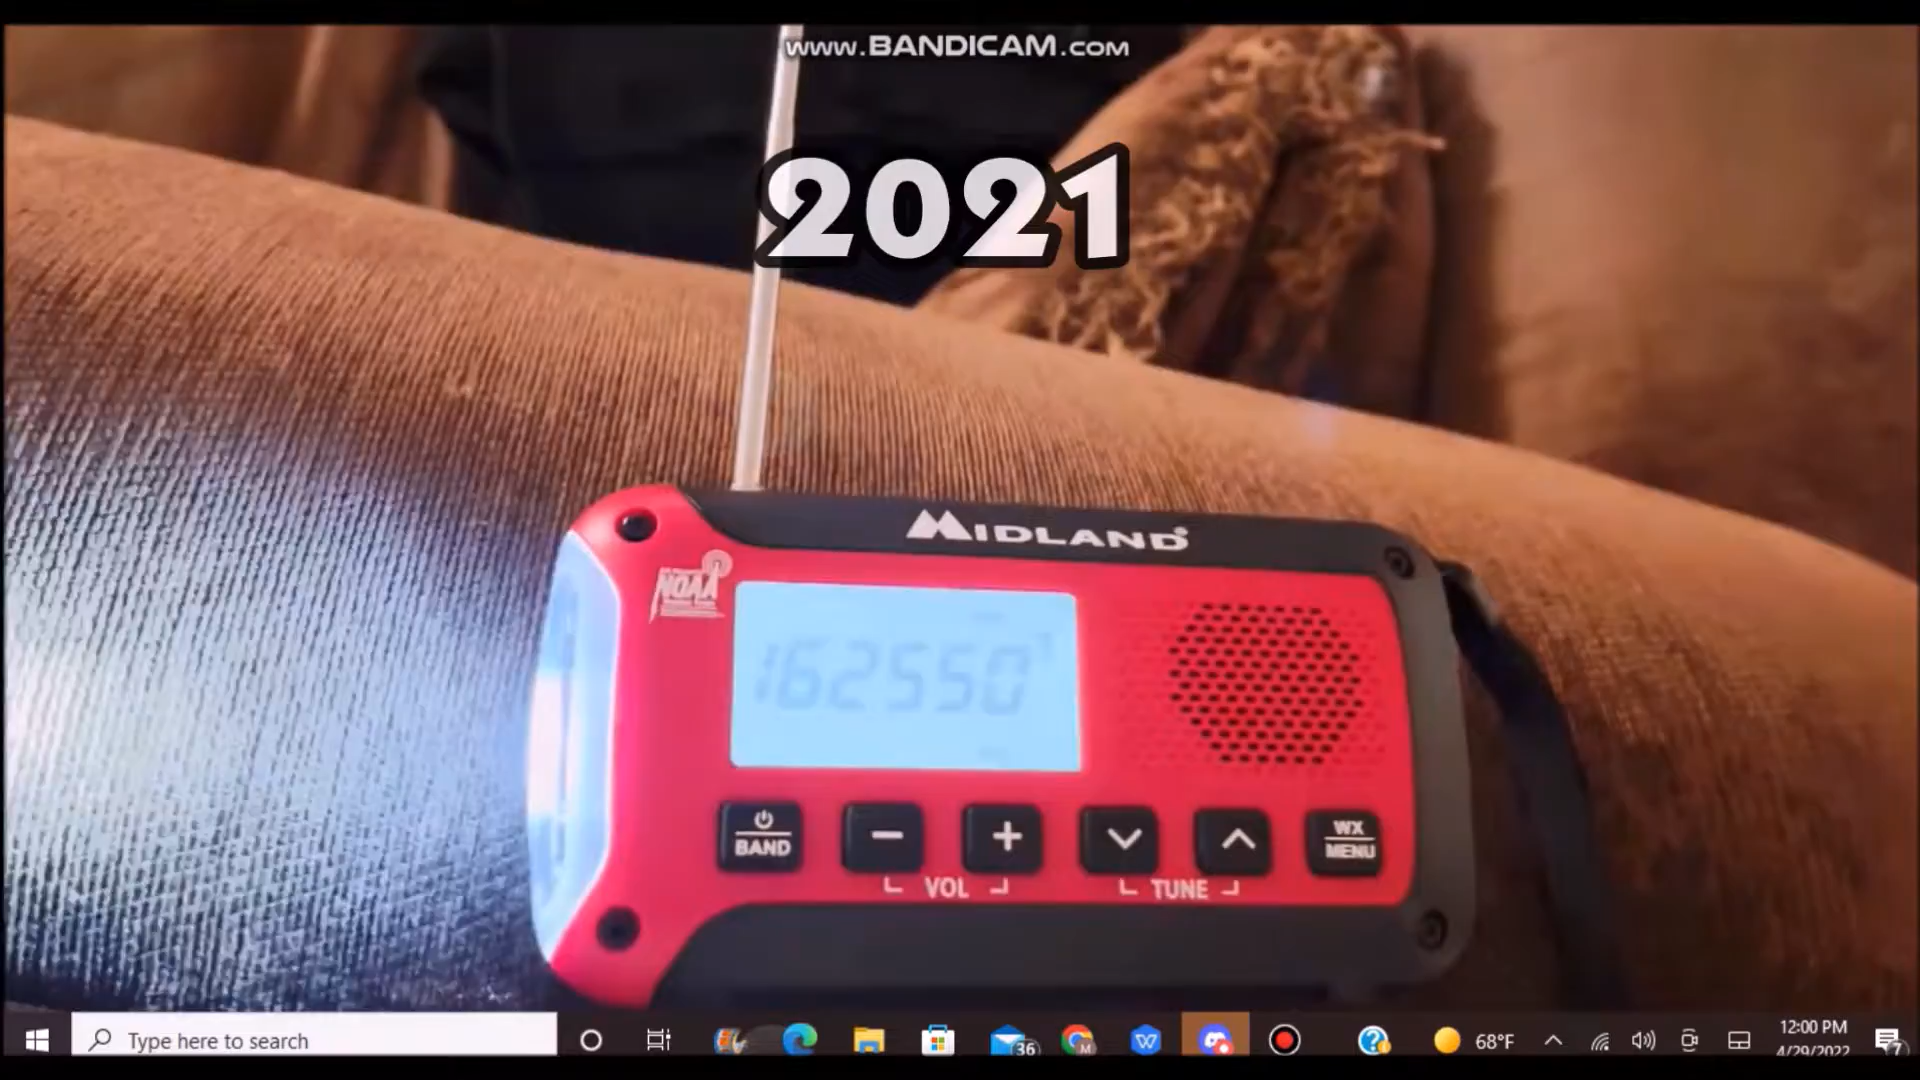 www.BANDICAM.com
2021
MIDLAND®
NOAA
162550
BAND
VOL
TUNE
WX
MENU
Type here to search
36
M
W
68°F
12:00 PM
4/29/2022
7